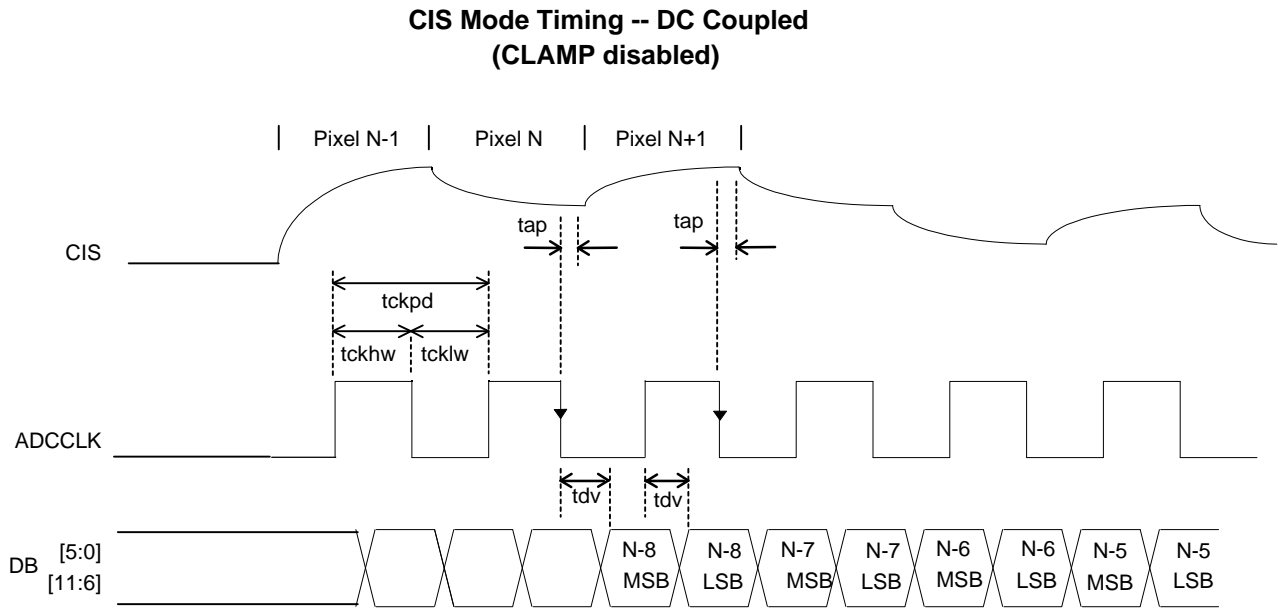 CIS Mode Timing -- DC Coupled
(CLAMP disabled)
Pixel N-1 Pixel N Pixel N+1
tap tap
CIS
tckpd
tckhw tcklw
ADCCLK
tdv tdv
DB [5:0] [11:6]
N-8 N-8 N-7 N-7 N-6 N-6 N-5 N-5
MSB LSB MSB LSB MSB LSB MSB LSB